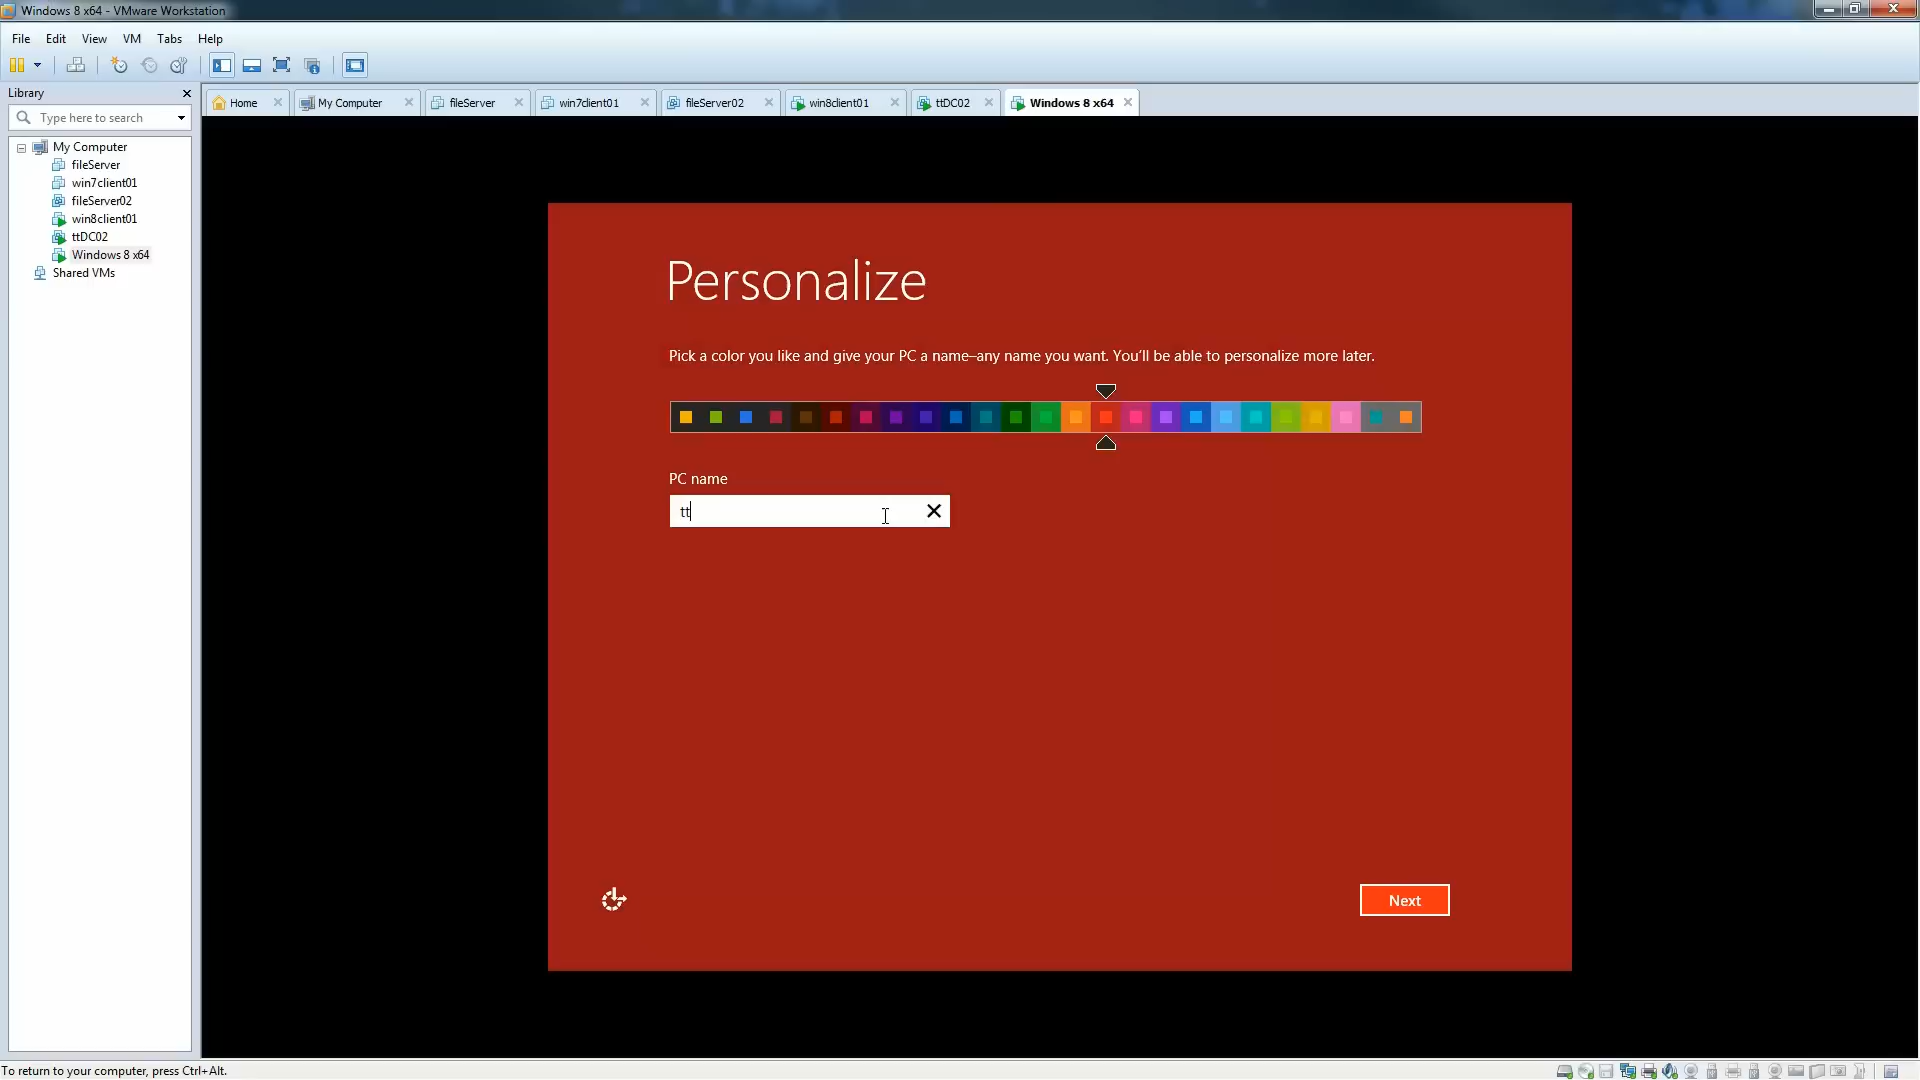 Windows 8 x64 - VMware Workstation
File Edit View VM Tabs Help
Library
Type here to search
Home
My Computer
fileServer
win7client01
fileServer02
win8client01
ttDC02
Windows 8 x64
My Computer
fileServer
win7client01
fileServer02
win8client01
ttDC02
Windows 8 x64
Shared VMs
Personalize
Pick a color you like and give your PC a name–any name you want. You'll be able to personalize more later.
PC name
tt
Next
To return to your computer, press Ctrl+Alt.